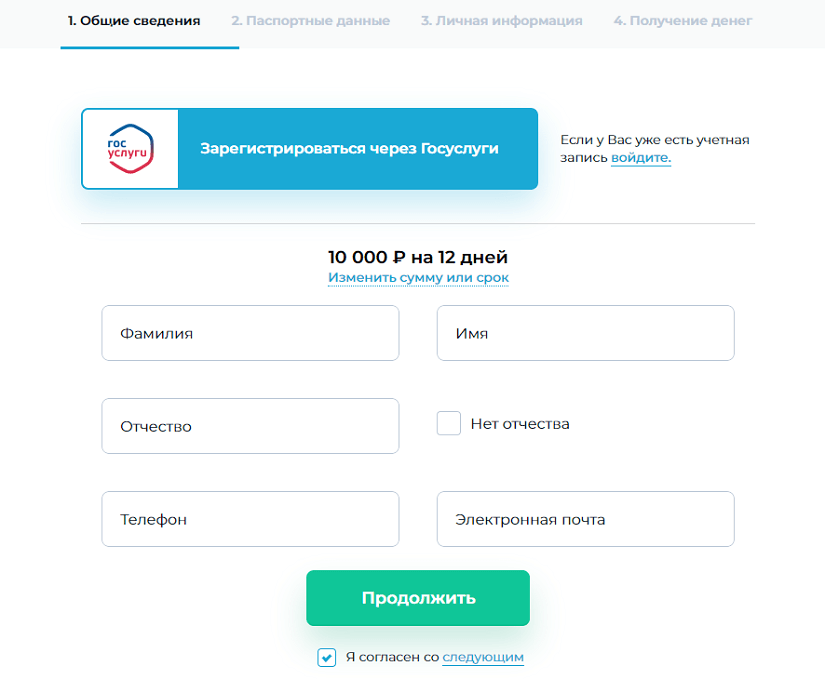 1. Общие сведения 2. Паспортные данные 3. Личная информация 4. Получение денег
гос
услуги
Зарегистрироваться через Госуслуги
Если у Вас уже есть учетная
запись войдите.
10 000 ₽ на 12 дней
Изменить сумму или срок
Фамилия
Имя
Отчество
Нет отчества
Телефон
Электронная почта
Продолжить
Я согласен со следующим